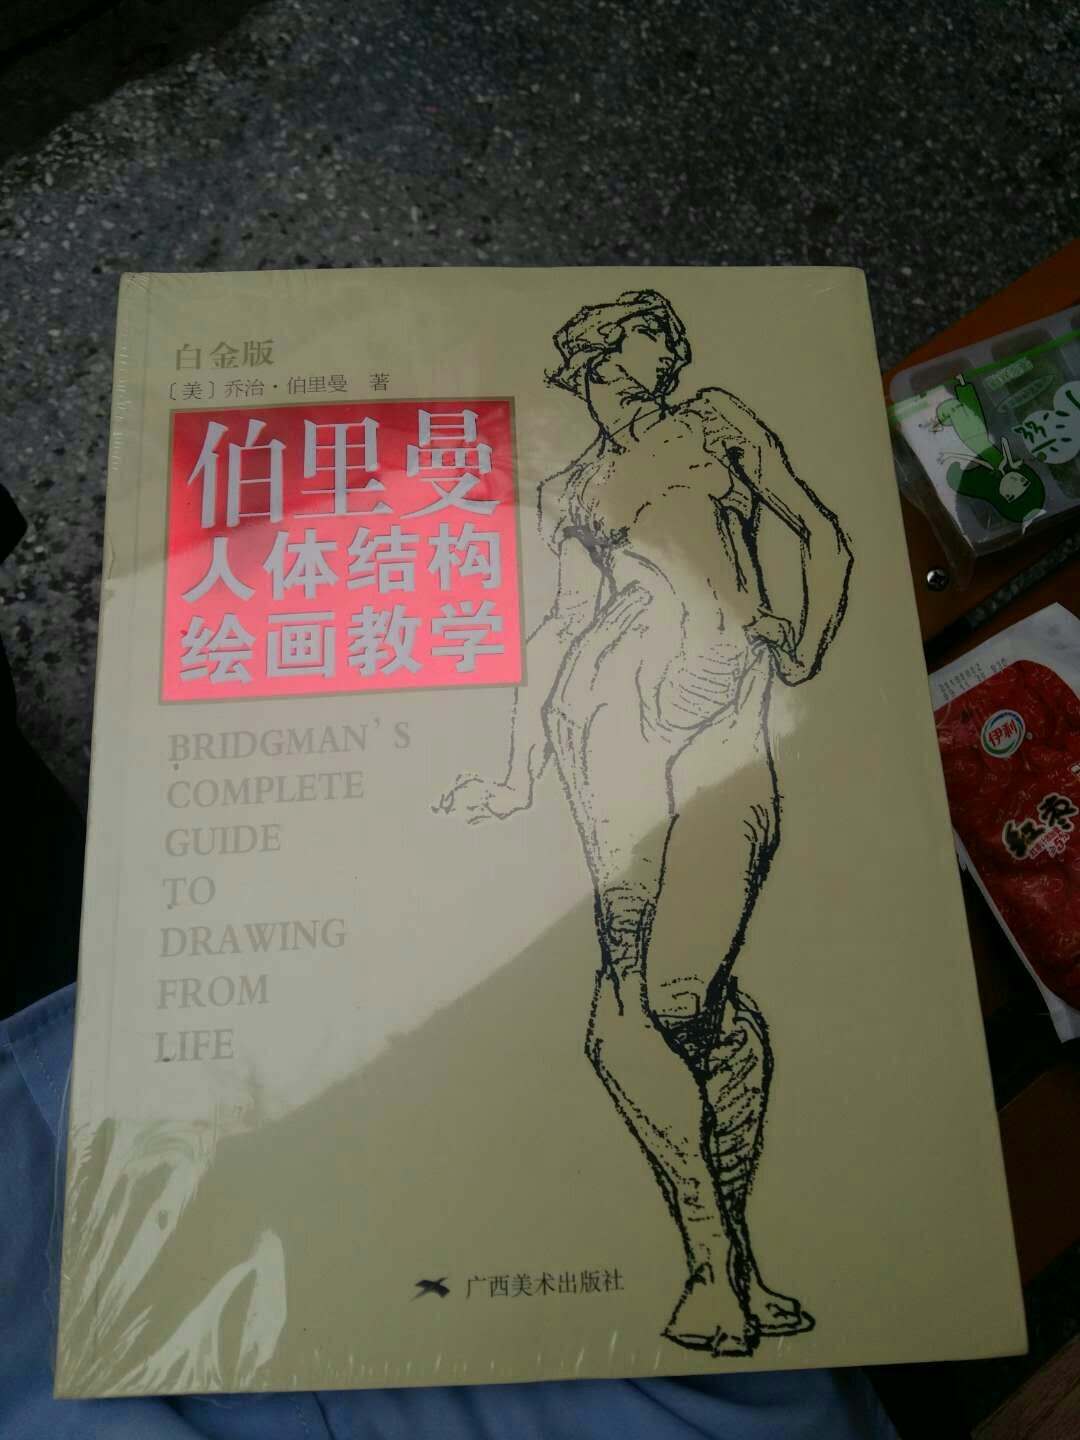 白金版
〔美〕乔治·伯里曼 著
伯里曼
人体结构
绘画教学
BRIDGMAN'S
COMPLETE
GUIDE
TO
DRAWING
FROM
LIFE
广西美术出版社
伊利
红枣